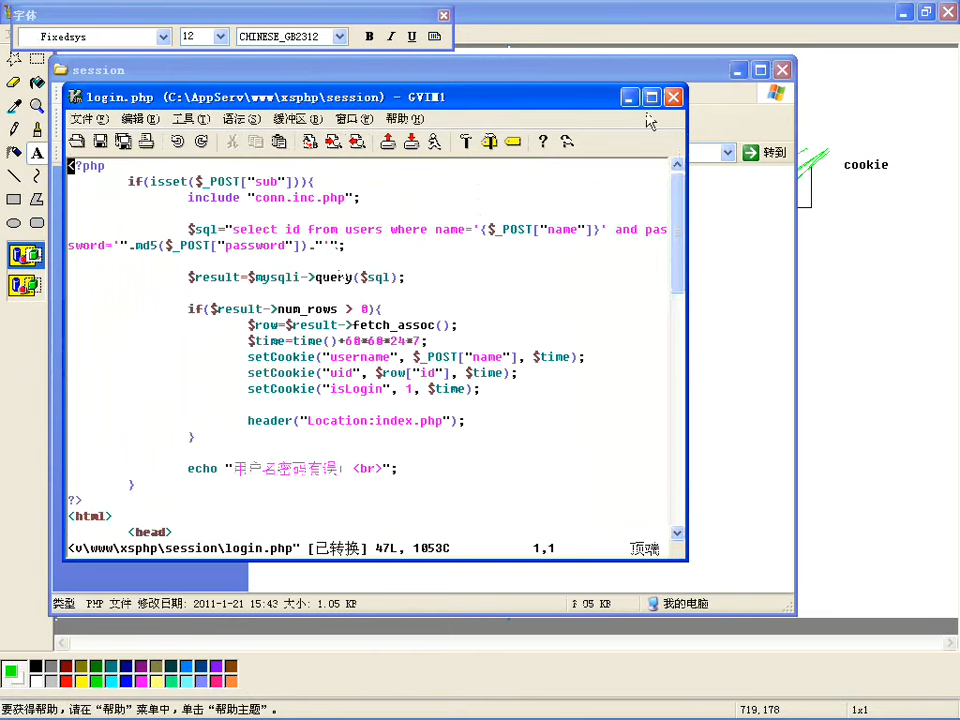 字体
Fixedsys 12 CHINESE_GB2312 B I U
session
login.php (C:\AppServ\www\xsphp\session) - GVIM1
文件(F) 编辑(E) 工具(T) 语法(S) 缓冲区(B) 窗口(W) 帮助(H)
转到
cookie
<?php
if(isset($_POST["sub"])){
include "conn.inc.php";
$sql="select id from users where name='{$_POST["name"]}' and pas
sword='".md5($_POST["password"])."'";
$result=$mysqli->query($sql);
if($result->num_rows > 0){
$row=$result->fetch_assoc();
$time=time()+60*60*24*7;
setCookie("username", $_POST["name"], $time);
setCookie("uid", $row["id"], $time);
setCookie("isLogin", 1, $time);
header("Location:index.php");
}
echo "用户名密码有误! <br>";
}
?>
<html>
<head>
<v\www\xsphp\session\login.php" [已转换] 47L, 1053C 1,1 顶端
类型 PHP 文件 修改日期: 2011-1-21 15:43 大小: 1.05 KB 1.05 KB 我的电脑
要获得帮助,请在“帮助”菜单中,单击“帮助主题”。 719,178 1x1